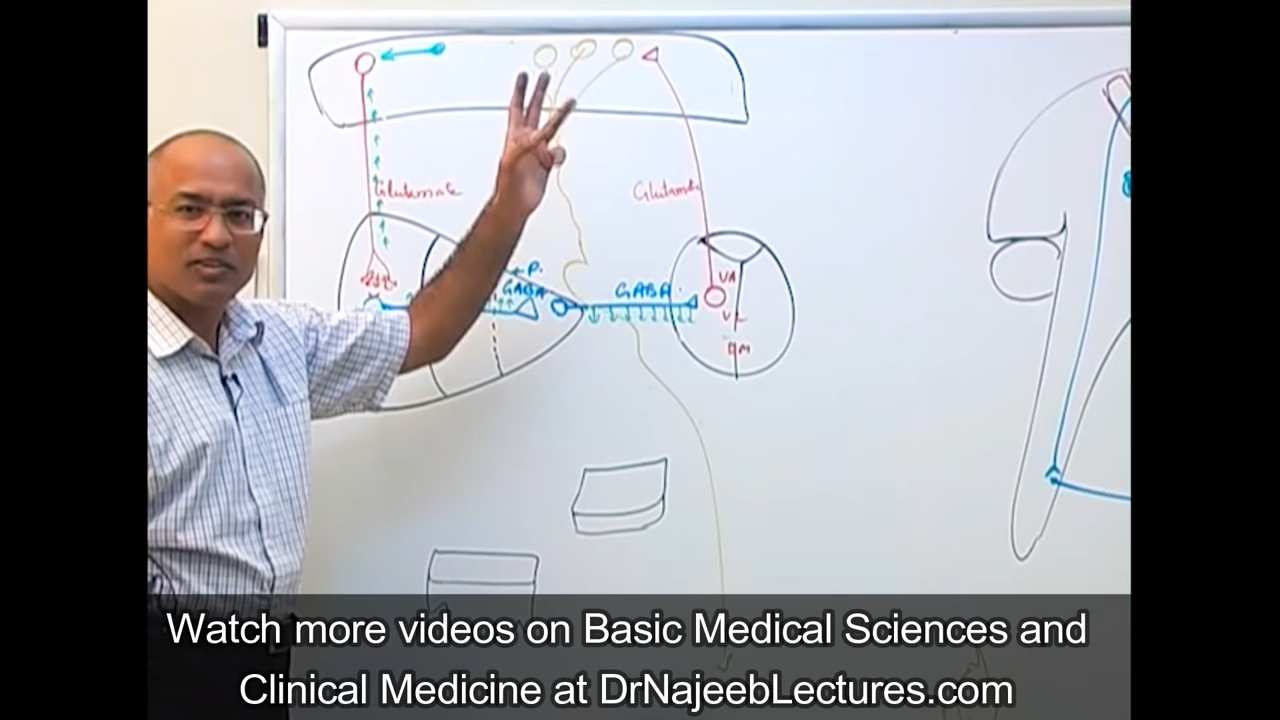 Glutamate
Glutamate
P.
GABA
GABA
VA
VL
Watch more videos on Basic Medical Sciences and
Clinical Medicine at DrNajeebLectures.com